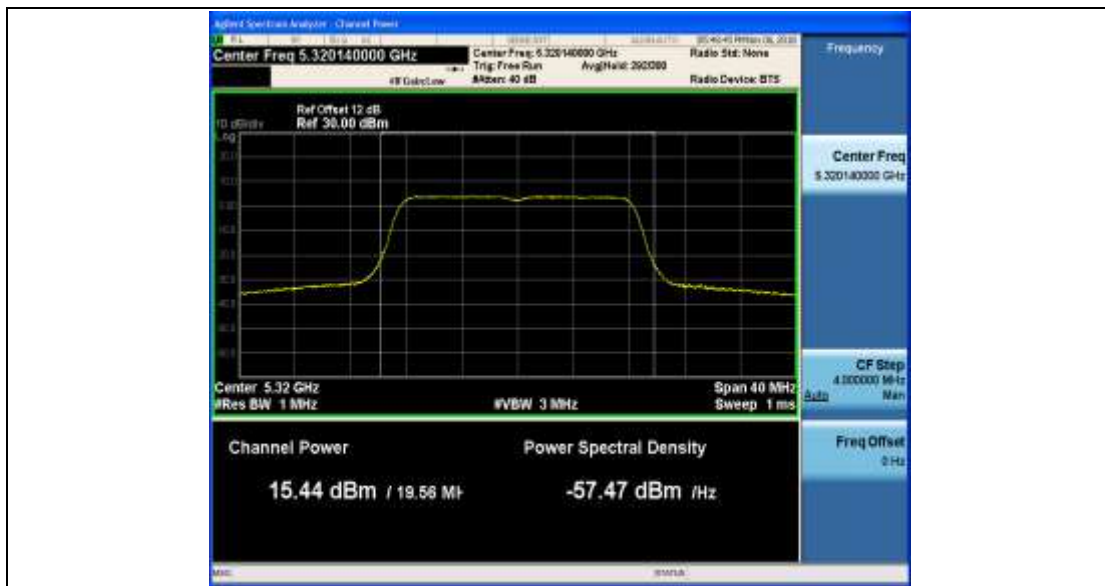 Agilent Spectrum Analyzer - Channel Power
Center Freq 5.320140000 GHz
Center Freq: 5.320140000 GHz
Radio Std: None
Trig: Free Run
Avg|Hold: 200/200
#IFGain:Low
#Atten: 40 dB
Radio Device: BTS
Ref Offset 12 dB
10 dB/div
Ref 30.00 dBm
Log
Center 5.32 GHz
Span 40 MHz
#Res BW 1 MHz
#VBW 3 MHz
Sweep 1 ms
Channel Power
Power Spectral Density
15.44 dBm / 19.56 MH
-57.47 dBm /Hz
MSG
STATUS
Frequency
Center Freq
5.320140000 GHz
CF Step
4.000000 MHz
Auto Man
Freq Offset
0 Hz